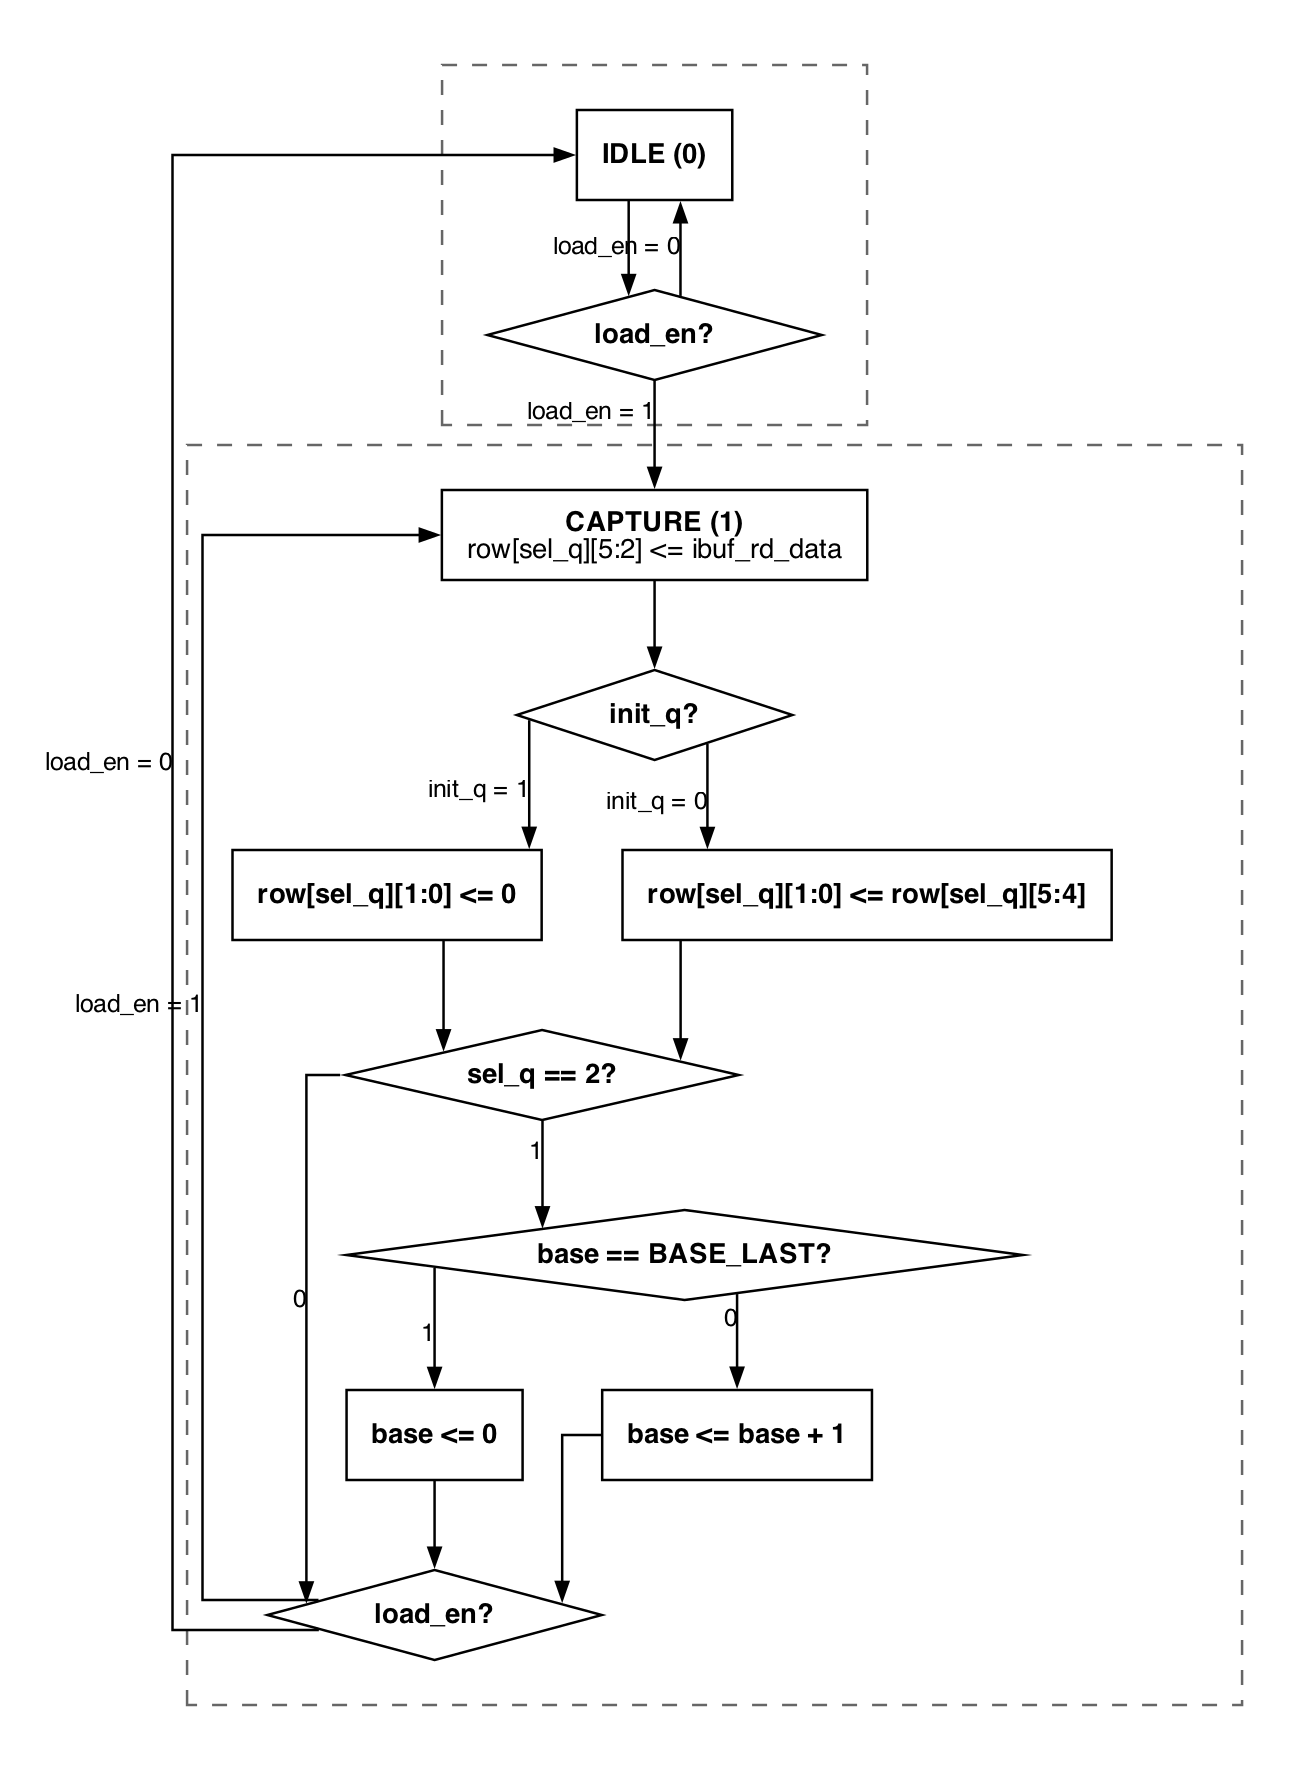 IDLE (0)
load_en = 0
load_en?
load_en = 1
CAPTURE (1)
row[sel_q][5:2] <= ibuf_rd_data
init_q?
load_en = 0
init_q = 1
init_q = 0
row[sel_q][1:0] <= 0
row[sel_q][1:0] <= row[sel_q][5:4]
load_en = 1
sel_q == 2?
1
base == BASE_LAST?
0
1
0
base <= 0
base <= base + 1
load_en?